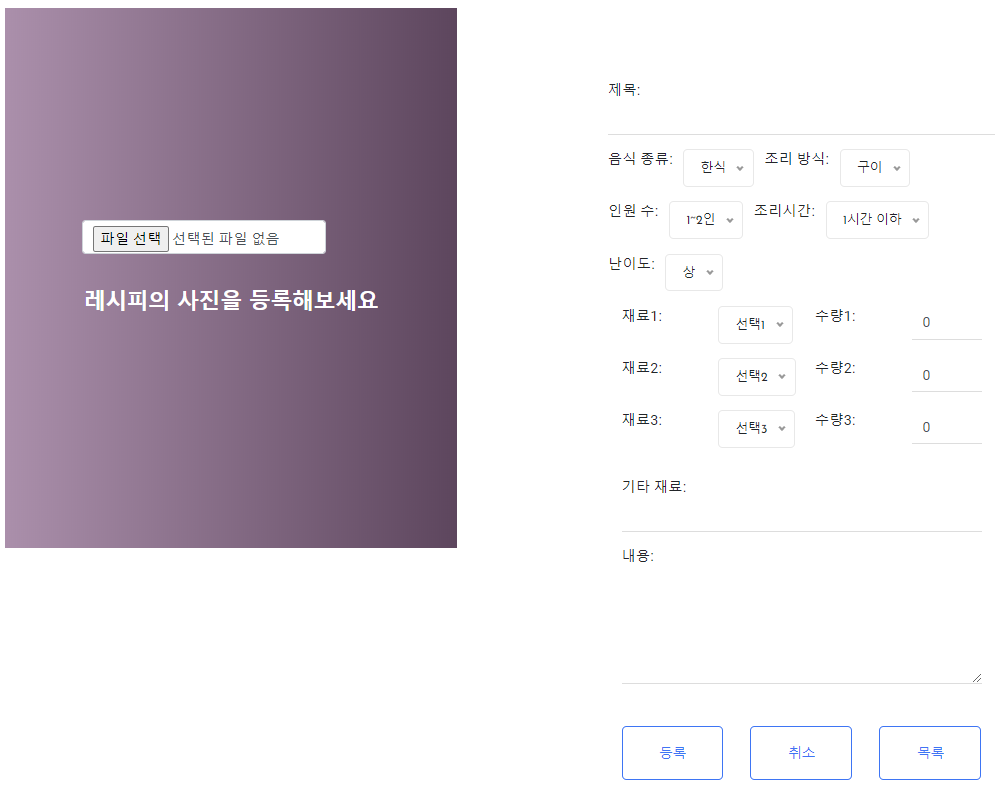 파일 선택 선택된 파일 없음
레시피의 사진을 등록해보세요
제목:
음식 종류: 한식 조리 방식: 구이
인원 수: 1~2인 조리시간: 1시간 이하
난이도: 상
재료1: 선택1 수량1: 0
재료2: 선택2 수량2: 0
재료3: 선택3 수량3: 0
기타 재료:
내용:
등록 취소 목록